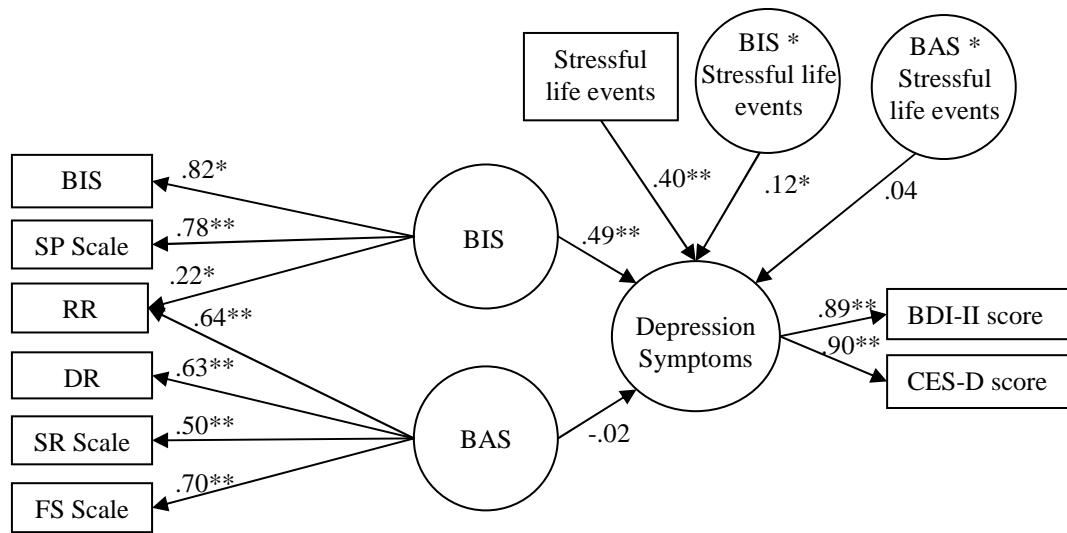 Stressful
life events
BIS *
Stressful life
events
BAS *
Stressful
life events
.40**
.12*
.04
BIS
SP Scale
RR
DR
SR Scale
FS Scale
.82*
.78**
.22*
.64**
.63**
.50**
.70**
BIS
BAS
.49**
-.02
Depression
Symptoms
.89**
.90**
BDI-II score
CES-D score